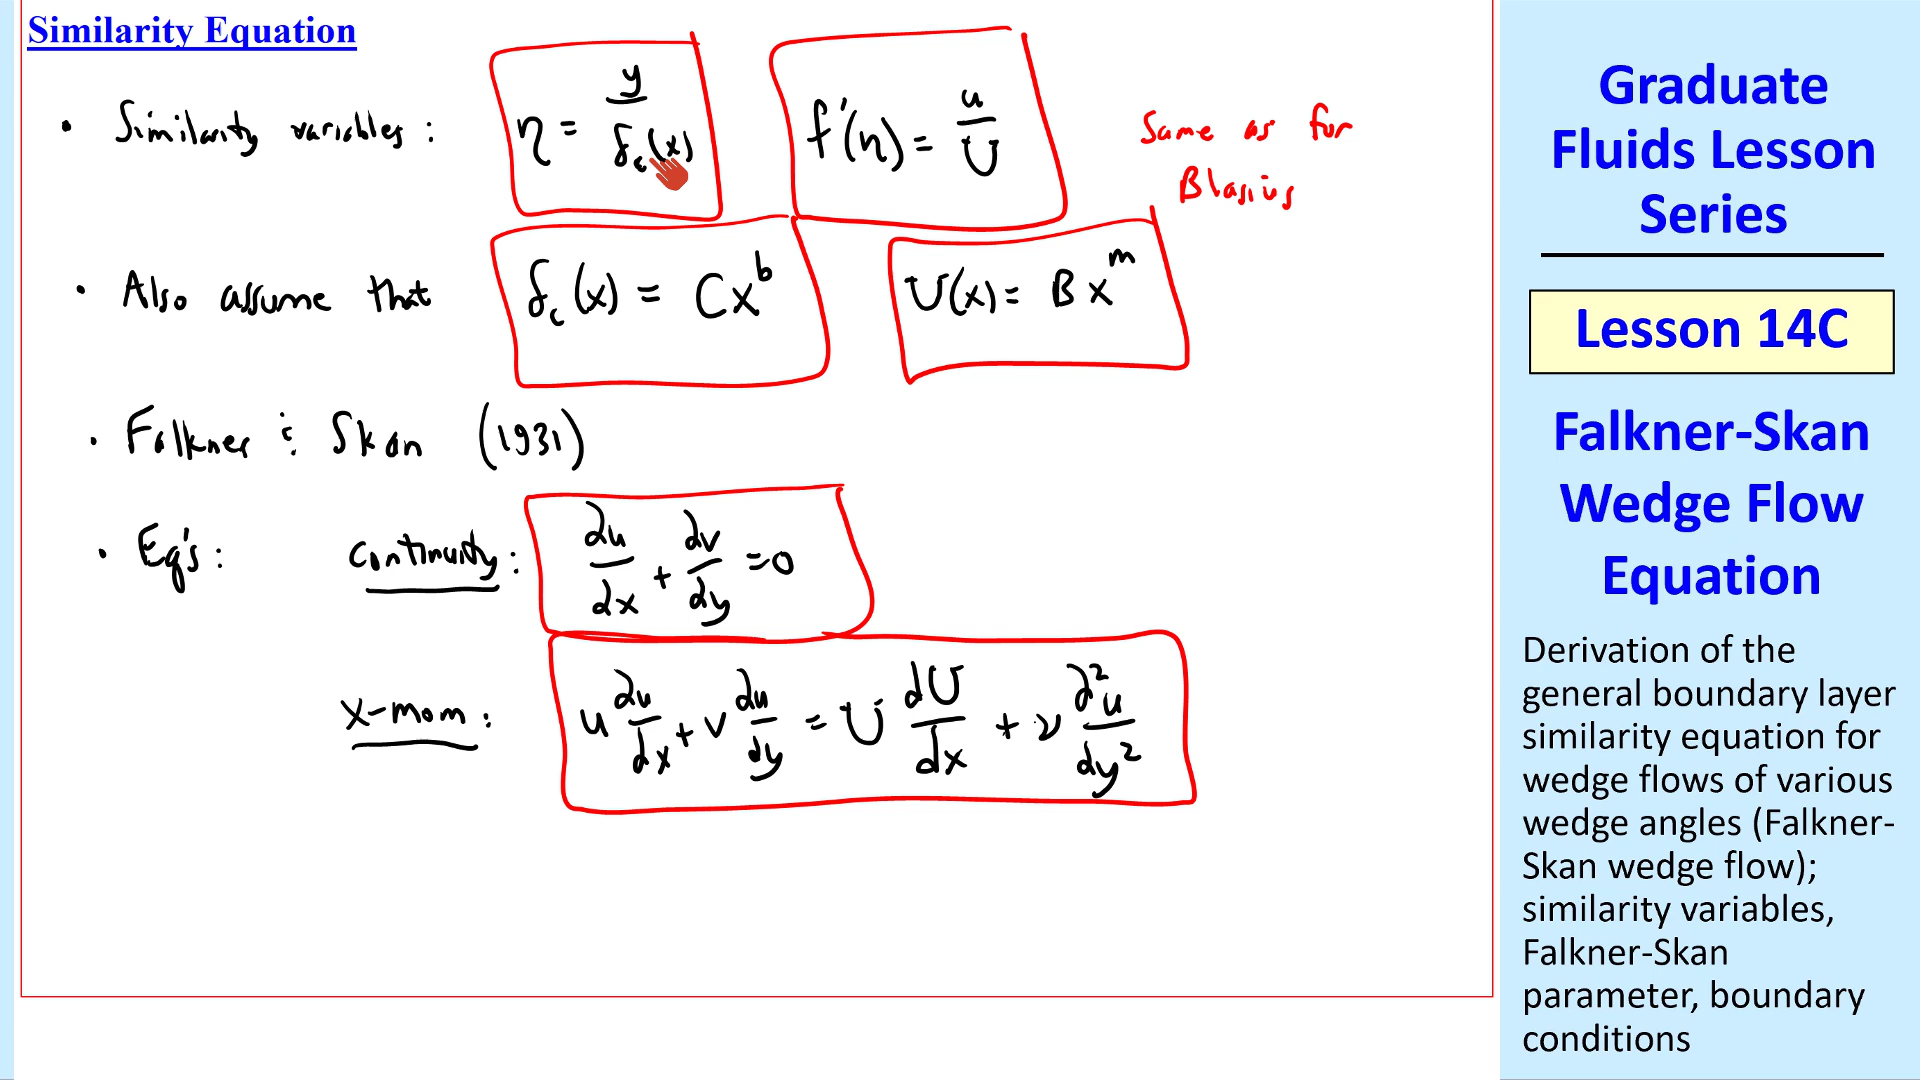 Similarity Equation
• Similarity variables: η = y / δc(x) f'(η) = u / U Same as for Blasius
• Also assume that δc(x) = Cx^b U(x) = Bx^m
• Falkner & Skan (1931)
• Eq's: continuity: ∂u/∂x + ∂v/∂y = 0
x-mom: u ∂u/∂x + v ∂u/∂y = U dU/dx + ν ∂²u/∂y²
Graduate
Fluids Lesson
Series
Lesson 14C
Falkner-Skan
Wedge Flow
Equation
Derivation of the
general boundary layer
similarity equation for
wedge flows of various
wedge angles (Falkner-
Skan wedge flow);
similarity variables,
Falkner-Skan
parameter, boundary
conditions